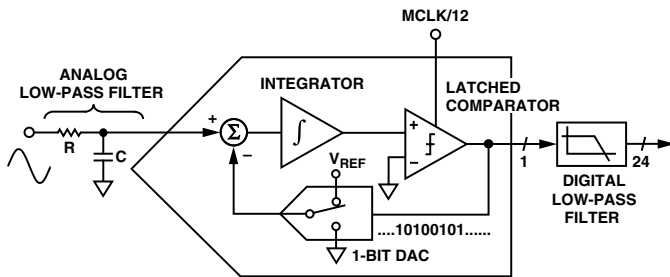 MCLK/12
ANALOG
LOW-PASS FILTER
INTEGRATOR
LATCHED
COMPARATOR
+
Σ
−
R
C
∫
+
−
VREF
....10100101......
1-BIT DAC
1
24
DIGITAL
LOW-PASS
FILTER